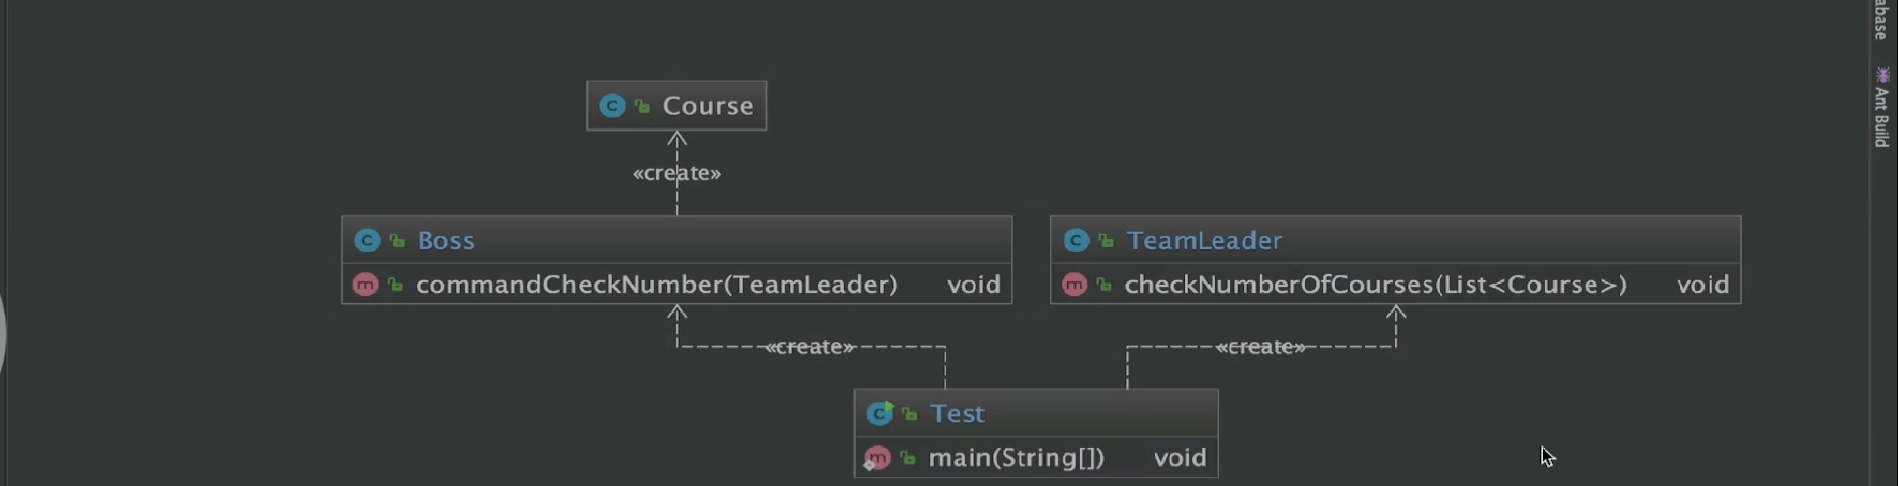 abase
Ant Build
C Course
«create»
C Boss
m commandCheckNumber(TeamLeader) void
C TeamLeader
m checkNumberOfCourses(List<Course>) void
«create»
«create»
C Test
m main(String[]) void